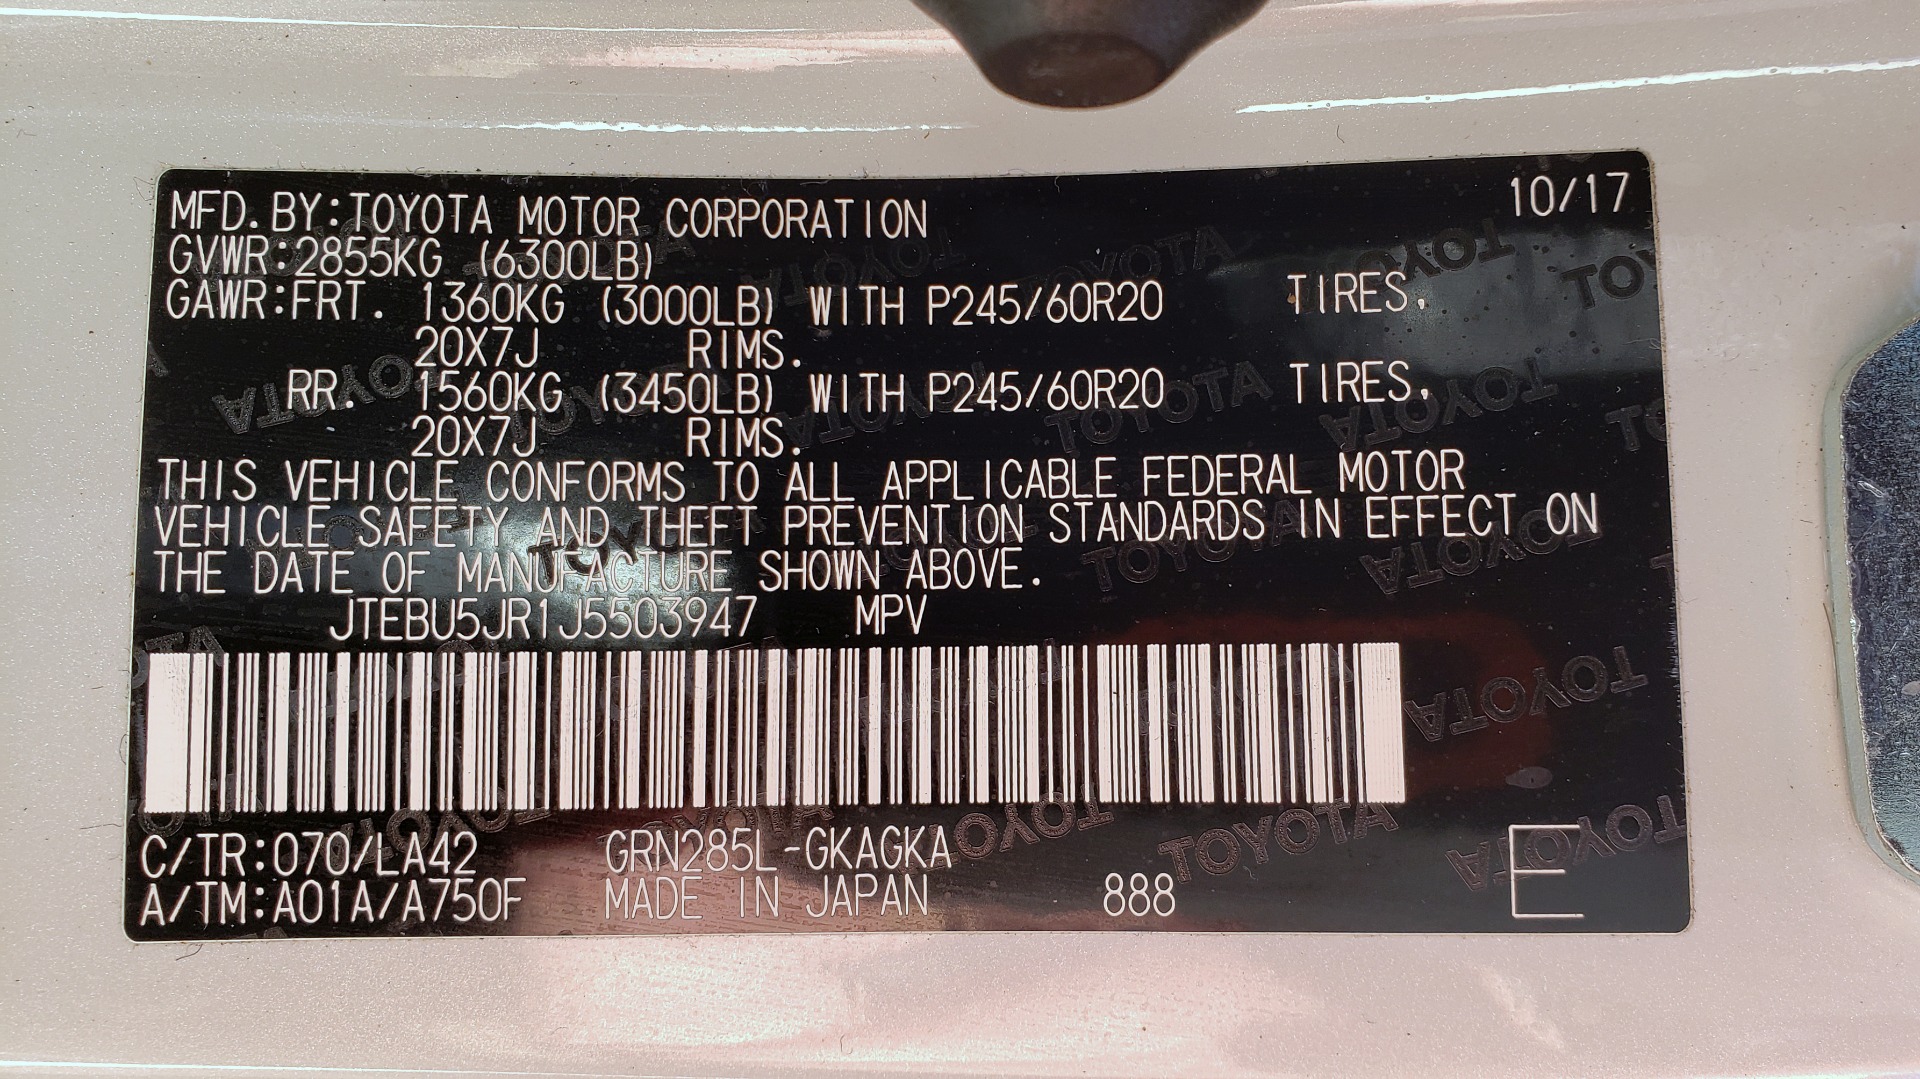 10/17
MFD.BY:TOYOTA MOTOR CORPORATION
GVWR:2855KG (6300LB)
GAWR:FRT. 1360KG (3000LB) WITH P245/60R20 TIRES,
20X7J RIMS.
RR. 1560KG (3450LB) WITH P245/60R20 TIRES,
20X7J RIMS.
THIS VEHICLE CONFORMS TO ALL APPLICABLE FEDERAL MOTOR
VEHICLE SAFETY AND THEFT PREVENTION STANDARDS IN EFFECT ON
THE DATE OF MANUFACTURE SHOWN ABOVE.
JTEBU5JR1J5503947 MPV
C/TR:070/LA42 GRN285L-GKAGKA
A/TM:A01A/A750F MADE IN JAPAN 888 E